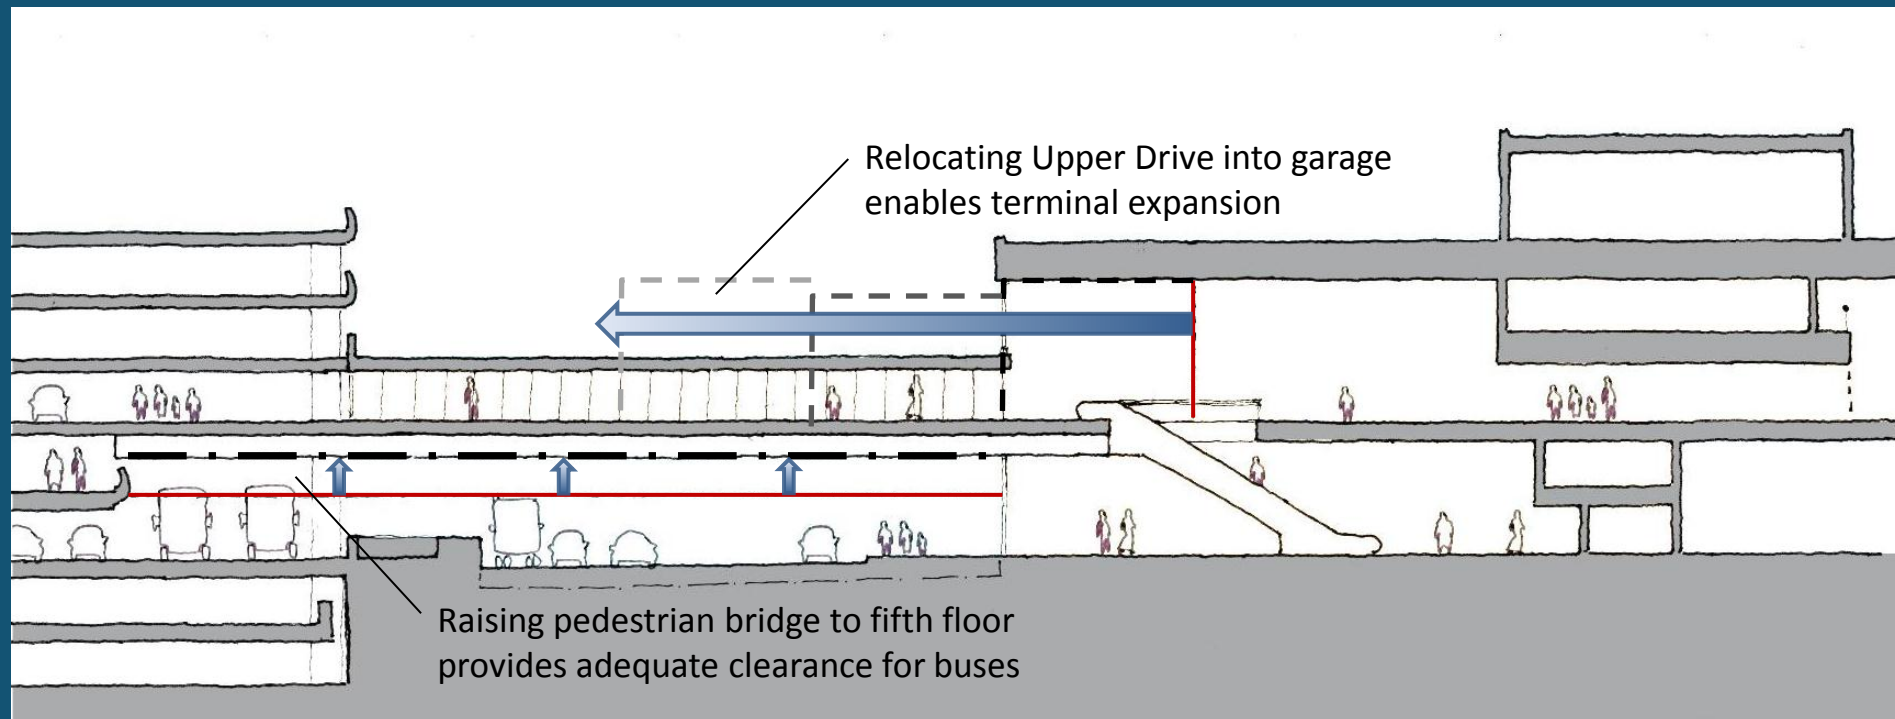 Relocating Upper Drive into garage
enables terminal expansion
Raising pedestrian bridge to fifth floor
provides adequate clearance for buses